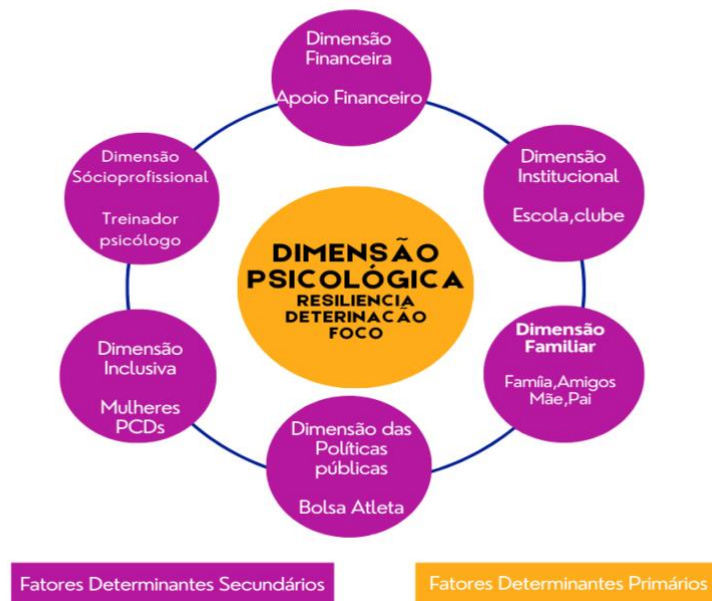 Dimensão
Financeira
Apoio Financeiro
Dimensão
Institucional
Escola,clube
Dimensão
Familiar
Famíia,Amigos
Mãe,Pai
Dimensão das
Políticas
públicas
Bolsa Atleta
Dimensão
Inclusiva
Mulheres
PCDs
Dimensão
Sócioprofissional
Treinador
psicólogo
DIMENSÃO
PSICOLÓGICA
RESILIENCIA
DETERINACÃO
FOCO
Fatores Determinantes Secundários
Fatores Determinantes Primários